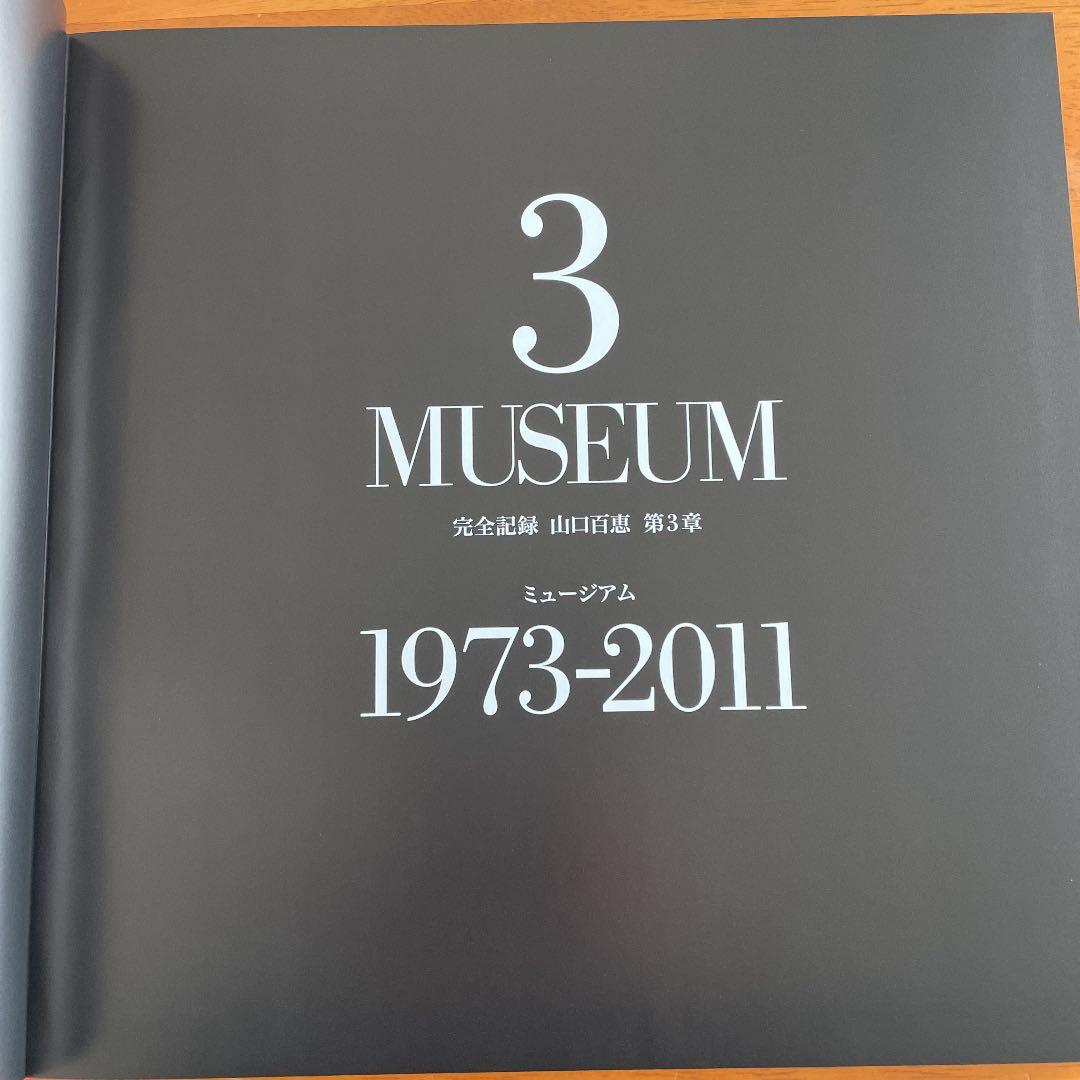 3
MUSEUM
完全記録 山口百恵 第3章
ミュージアム
1973-2011